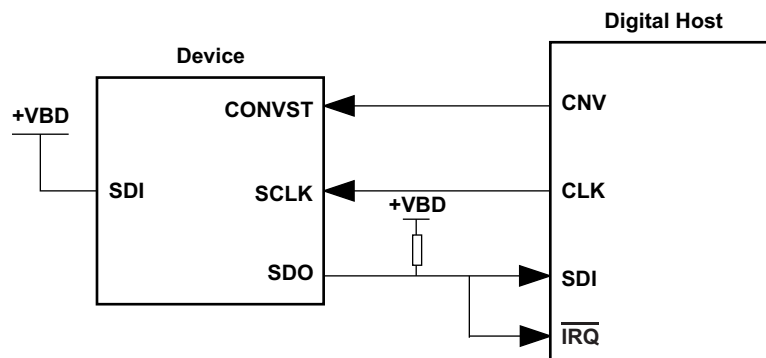 Digital Host
Device
+VBD
CONVST
CNV
SDI
SCLK
CLK
+VBD
SDO
SDI
IRQ